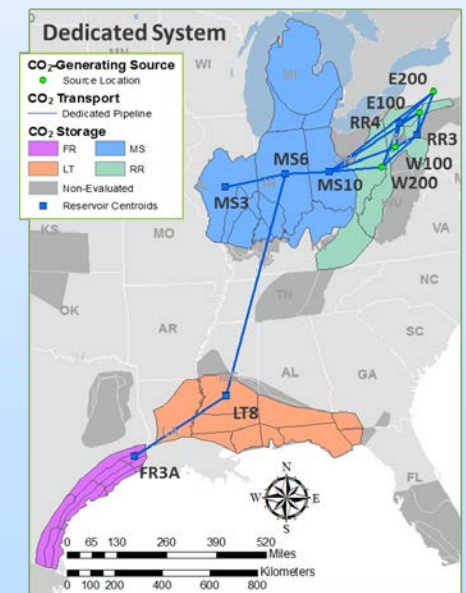 Dedicated System
CO2-Generating Source
Source Location
CO2 Transport
Dedicated Pipeline
CO2 Storage
FR MS
LT RR
Non-Evaluated
Reservoir Centroids
WI
MI
E200
E100
RR4
RR3
W100
W200
MS6
MS10
MS3
WV
VA
KS
MO
TN
NC
OK
AR
SC
AL
GA
LA
LT8
FR3A
FL
N
W E
S
0 65 130 260 390 520
Miles
Kilometers
0 100 200 400 600 800